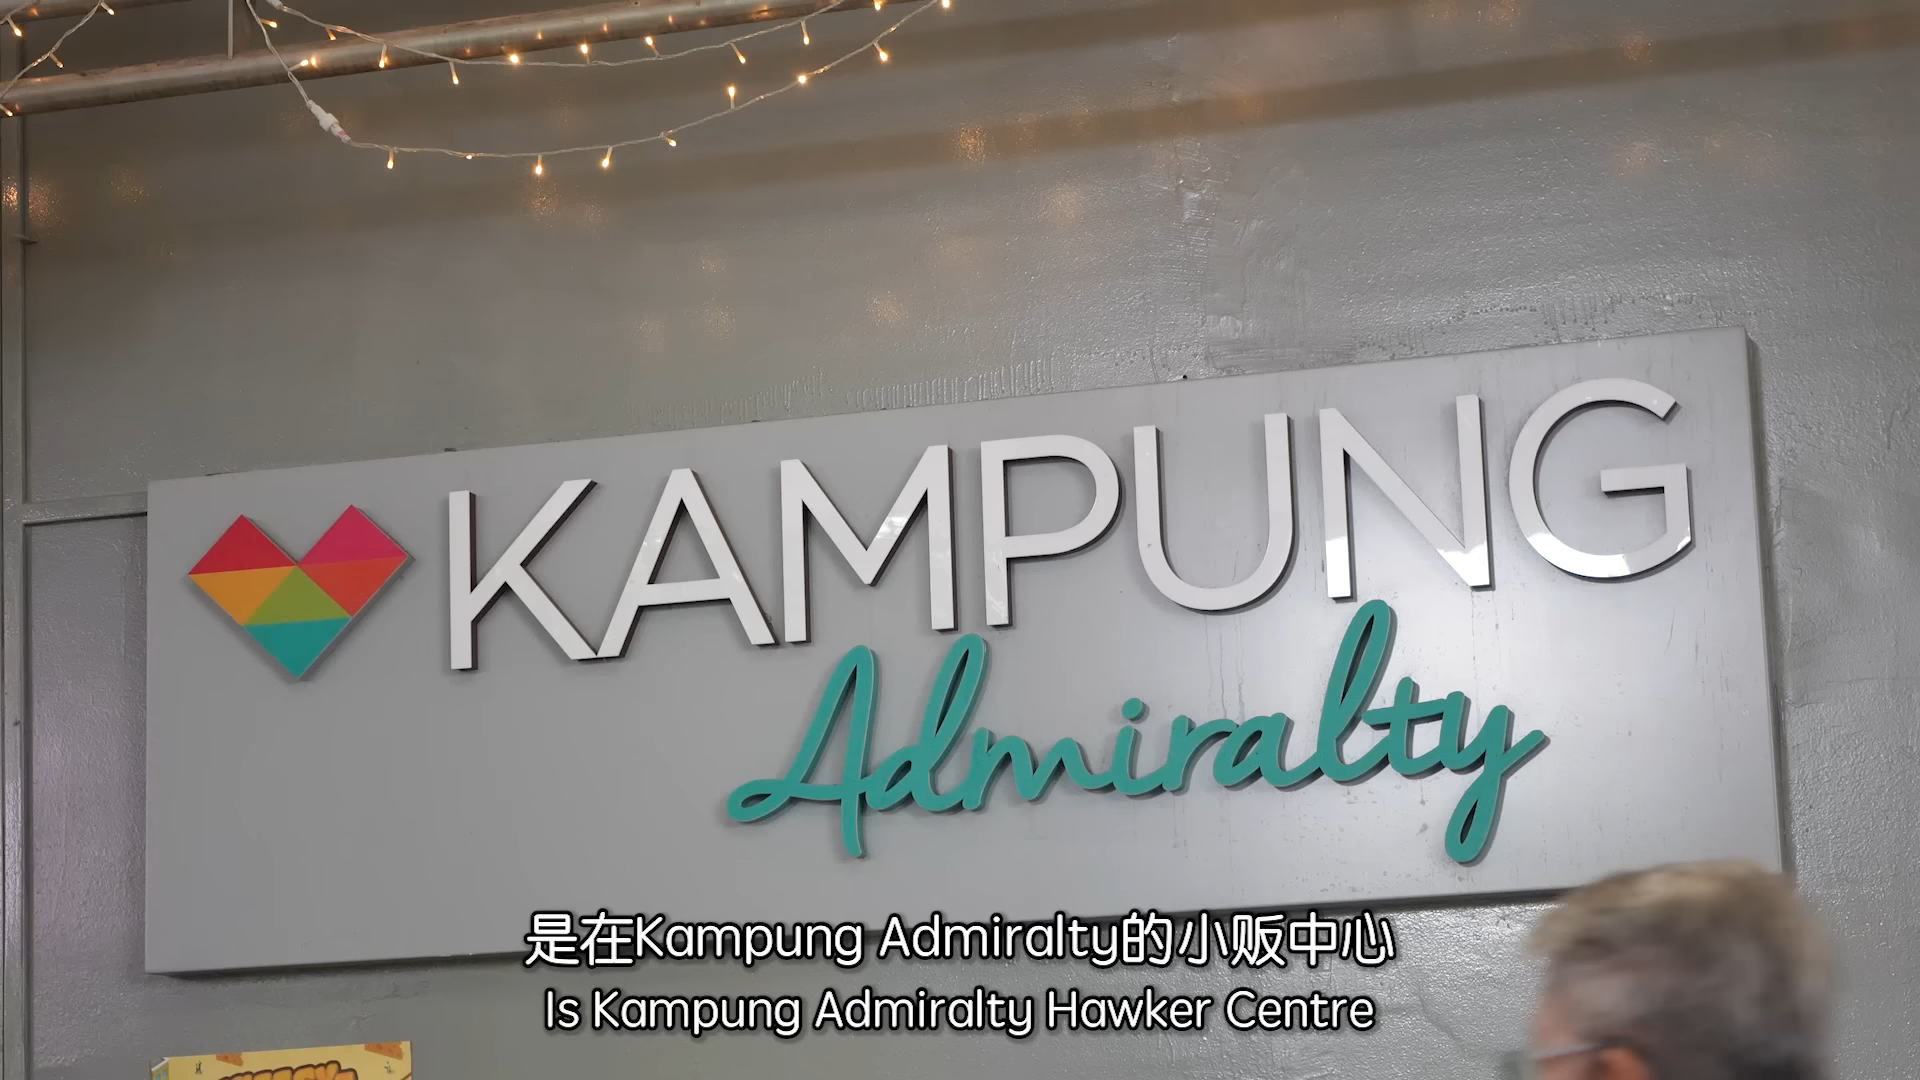 KAMPUNG
Admiralty
是在Kampung Admiralty的小贩中心
Is Kampung Admiralty Hawker Centre